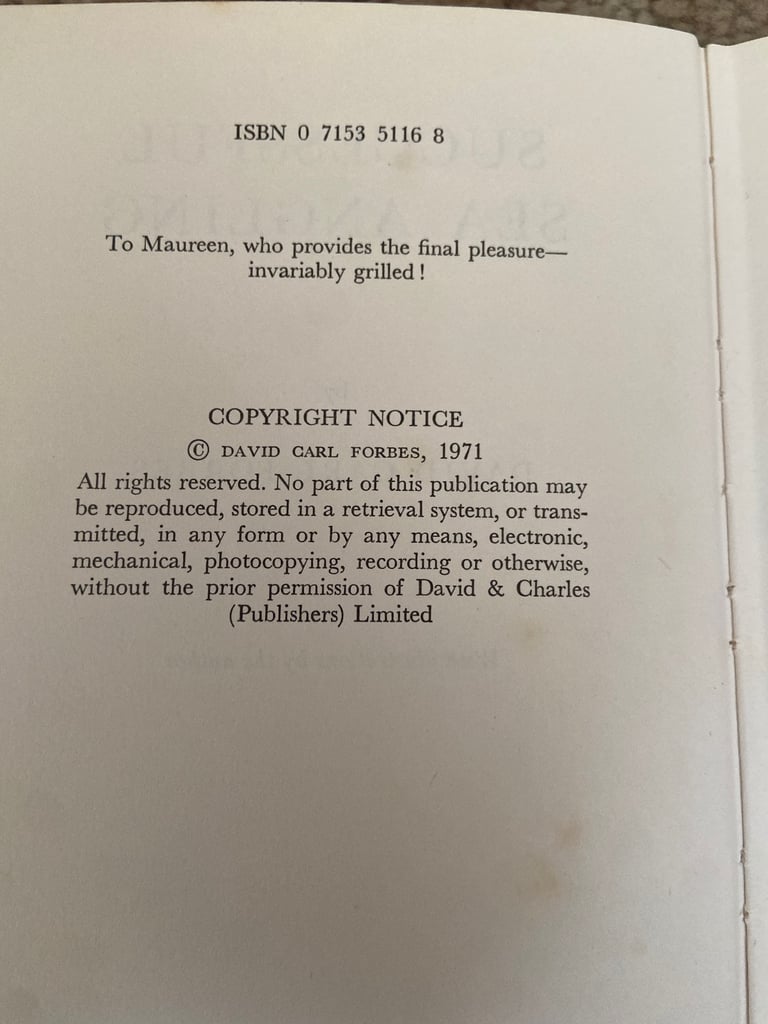 ISBN 0 7153 5116 8
To Maureen, who provides the final pleasure—
invariably grilled!
COPYRIGHT NOTICE
© DAVID CARL FORBES, 1971
All rights reserved. No part of this publication may
be reproduced, stored in a retrieval system, or trans-
mitted, in any form or by any means, electronic,
mechanical, photocopying, recording or otherwise,
without the prior permission of David & Charles
(Publishers) Limited